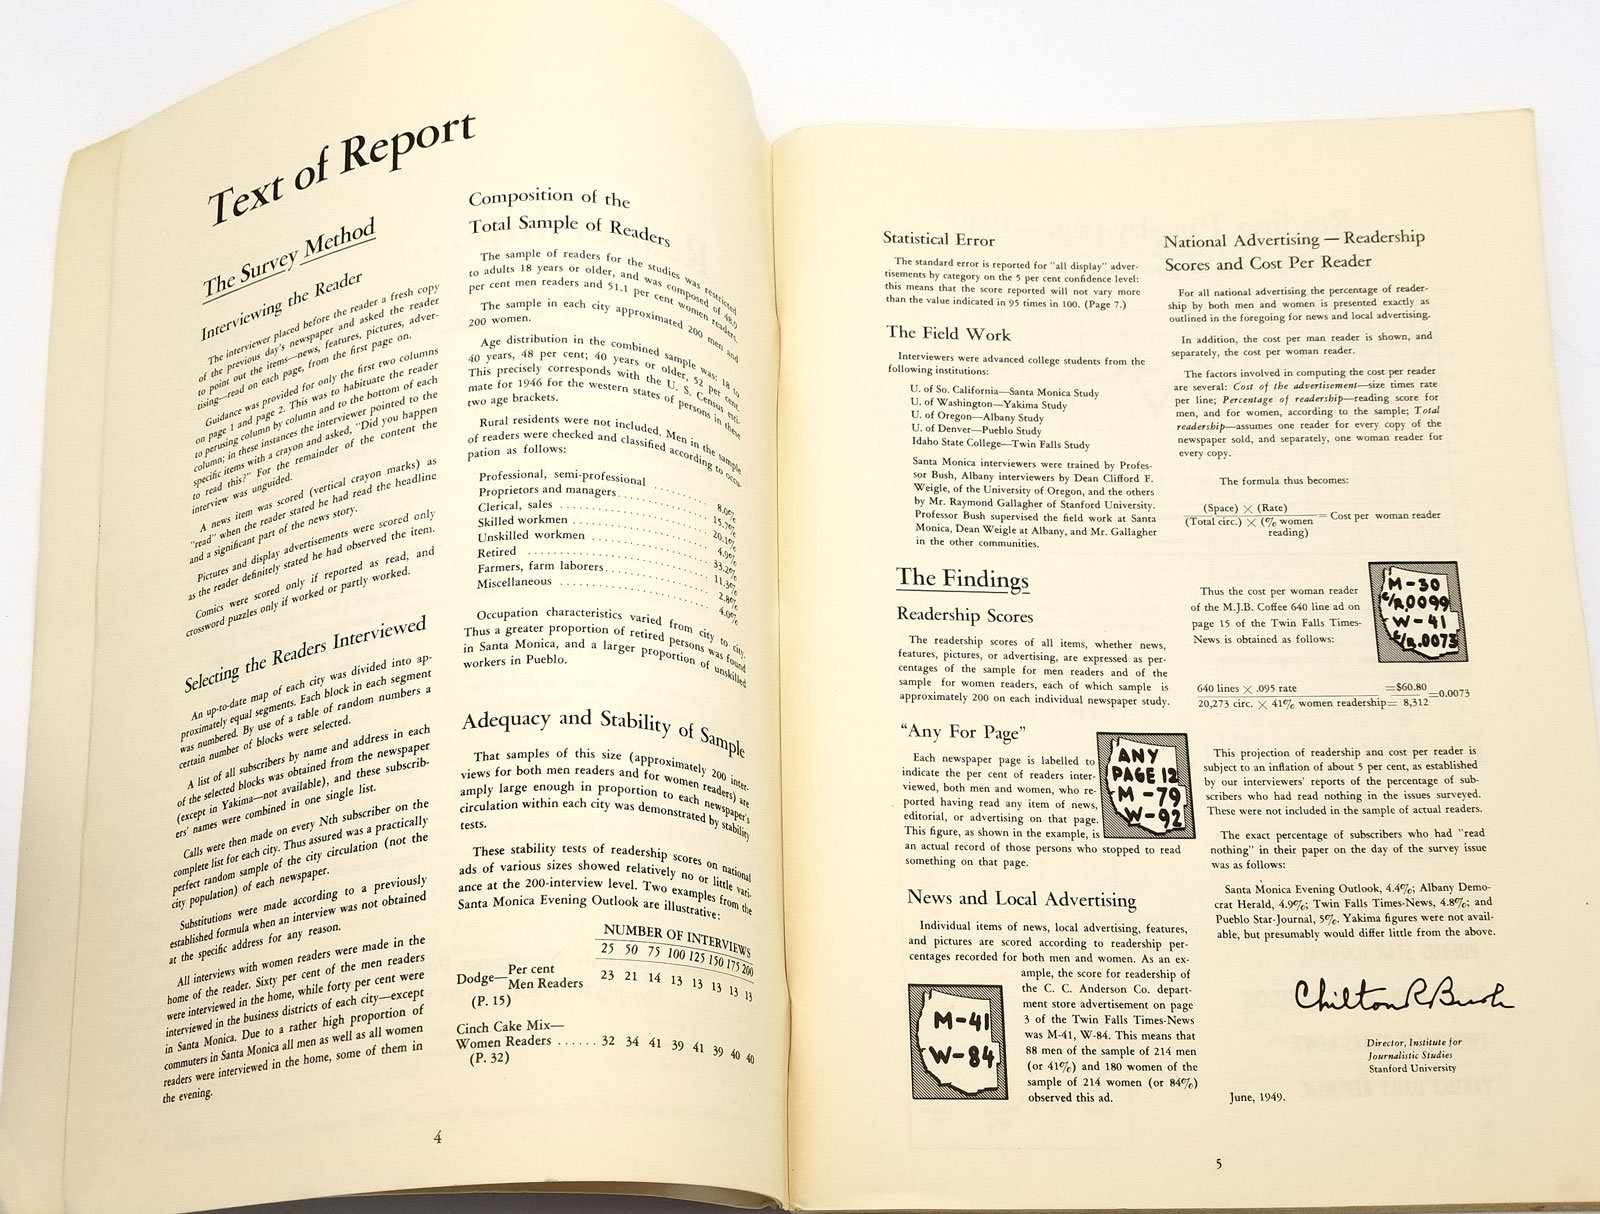 Text of Report
The Survey Method
Interviewing the Reader
The interviewer placed before the reader a fresh copy
of the previous day's newspaper and asked the reader
to point out the items—news, features, pictures, adver-
tising—read on each page, from the first page on.
Guidance was provided for only the first two columns
on page 1 and page 2. This was to habituate the reader
to perusing column by column and to the bottom of each
column; in these instances the interviewer pointed to the
specific items with a crayon and asked, "Did you happen
to read this?" For the remainder of the content the
interview was unguided.
A news item was scored (vertical crayon marks) as
"read" when the reader stated he had read the headline
and a significant part of the news story.
Pictures and display advertisements were scored only
as the reader definitely stated he had observed the item.
Comics were scored only if reported as read, and
crossword puzzles only if worked or partly worked.
Selecting the Readers Interviewed
An up-to-date map of each city was divided into ap-
proximately equal segments. Each block in each segment
was numbered. By use of a table of random numbers a
certain number of blocks were selected.
A list of all subscribers by name and address in each
of the selected blocks was obtained from the newspaper
(except in Yakima—not available), and these subscrib-
ers' names were combined in one single list.
Calls were then made on every Nth subscriber on the
complete list for each city. Thus assured was a practically
perfect random sample of the city circulation (not the
city population) of each newspaper.
Substitutions were made according to a previously
established formula when an interview was not obtained
at the specific address for any reason.
All interviews with women readers were made in the
home of the reader. Sixty per cent of the men readers
were interviewed in the home, while forty per cent were
interviewed in the business districts of each city—except
in Santa Monica. Due to a rather high proportion of
commuters in Santa Monica all men as well as all women
readers were interviewed in the home, some of them in
the evening.
Composition of the
Total Sample of Readers
The sample of readers for the studies was restricted
to adults 18 years or older, and was composed of 48.9
per cent men readers and 51.1 per cent women readers.
The sample in each city approximated 200 men and
200 women.
Age distribution in the combined sample was: 18 to
40 years, 48 per cent; 40 years or older, 52 per cent.
This precisely corresponds with the U. S. Census esti-
mate for 1946 for the western states of persons in these
two age brackets.
Rural residents were not included. Men in the sample
of readers were checked and classified according to occu-
pation as follows:
Professional, semi-professional .......... 8.0%
Proprietors and managers .......... 15.7%
Clerical, sales .......... 20.1%
Skilled workmen .......... 4.9%
Unskilled workmen .......... 33.2%
Retired .......... 11.3%
Farmers, farm laborers .......... 2.8%
Miscellaneous .......... 4.0%
Occupation characteristics varied from city to city.
Thus a greater proportion of retired persons was found
in Santa Monica, and a larger proportion of unskilled
workers in Pueblo.
Adequacy and Stability of Sample
That samples of this size (approximately 200 inter-
views for both men readers and for women readers) are
amply large enough in proportion to each newspaper's
circulation within each city was demonstrated by stability
tests.
These stability tests of readership scores on national
ads of various sizes showed relatively no or little vari-
ance at the 200-interview level. Two examples from the
Santa Monica Evening Outlook are illustrative:
NUMBER OF INTERVIEWS
25 50 75 100 125 150 175 200
Dodge—Per cent
Men Readers 23 21 14 13 13 13 13 13
(P. 15)
Cinch Cake Mix—
Women Readers ...... 32 34 41 39 41 39 40 40
(P. 32)
4
Statistical Error
The standard error is reported for "all display" adver-
tisements by category on the 5 per cent confidence level:
this means that the score reported will not vary more
than the value indicated in 95 times in 100. (Page 7.)
The Field Work
Interviewers were advanced college students from the
following institutions:
U. of So. California—Santa Monica Study
U. of Washington—Yakima Study
U. of Oregon—Albany Study
U. of Denver—Pueblo Study
Idaho State College—Twin Falls Study
Santa Monica interviewers were trained by Profes-
sor Bush, Albany interviewers by Dean Clifford F.
Weigle, of the University of Oregon, and the others
by Mr. Raymond Gallagher of Stanford University.
Professor Bush supervised the field work at Santa
Monica, Dean Weigle at Albany, and Mr. Gallagher
in the other communities.
The Findings
Readership Scores
The readership scores of all items, whether news,
features, pictures, or advertising, are expressed as per-
centages of the sample for men readers and of the
sample for women readers, each of which sample is
approximately 200 on each individual newspaper study.
"Any For Page"
Each newspaper page is labelled to
indicate the per cent of readers inter-
viewed, both men and women, who re-
ported having read any item of news,
editorial, or advertising on that page.
This figure, as shown in the example, is
an actual record of those persons who stopped to read
something on that page.
ANY
PAGE 12
M-79
W-92
News and Local Advertising
Individual items of news, local advertising, features,
and pictures are scored according to readership per-
centages recorded for both men and women. As an ex-
ample, the score for readership of
the C. C. Anderson Co. depart-
ment store advertisement on page
3 of the Twin Falls Times-News
was M-41, W-84. This means that
88 men of the sample of 214 men
(or 41%) and 180 women of the
sample of 214 women (or 84%)
observed this ad.
M-41
W-84
National Advertising — Readership
Scores and Cost Per Reader
For all national advertising the percentage of reader-
ship by both men and women is presented exactly as
outlined in the foregoing for news and local advertising.
In addition, the cost per man reader is shown, and
separately, the cost per woman reader.
The factors involved in computing the cost per reader
are several: Cost of the advertisement—size times rate
per line; Percentage of readership—reading score for
men, and for women, according to the sample; Total
readership—assumes one reader for every copy of the
newspaper sold, and separately, one woman reader for
every copy.
The formula thus becomes:
(Space) × (Rate)
(Total circ.) × (% women reading) = Cost per woman reader
Thus the cost per woman reader
of the M.J.B. Coffee 640 line ad on
page 15 of the Twin Falls Times-
News is obtained as follows:
M-30
C/R.0099
W-41
C/R.0073
640 lines × .095 rate =$60.80
20,273 circ. × 41% women readership= 8,312 =0.0073
This projection of readership and cost per reader is
subject to an inflation of about 5 per cent, as established
by our interviewers' reports of the percentage of sub-
scribers who had read nothing in the issues surveyed.
These were not included in the sample of actual readers.
The exact percentage of subscribers who had "read
nothing" in their paper on the day of the survey issue
was as follows:
Santa Monica Evening Outlook, 4.4%; Albany Demo-
crat Herald, 4.9%; Twin Falls Times-News, 4.8%; and
Pueblo Star-Journal, 5%. Yakima figures were not avail-
able, but presumably would differ little from the above.
Chilton R Bush
Director, Institute for
Journalistic Studies
Stanford University
June, 1949.
5